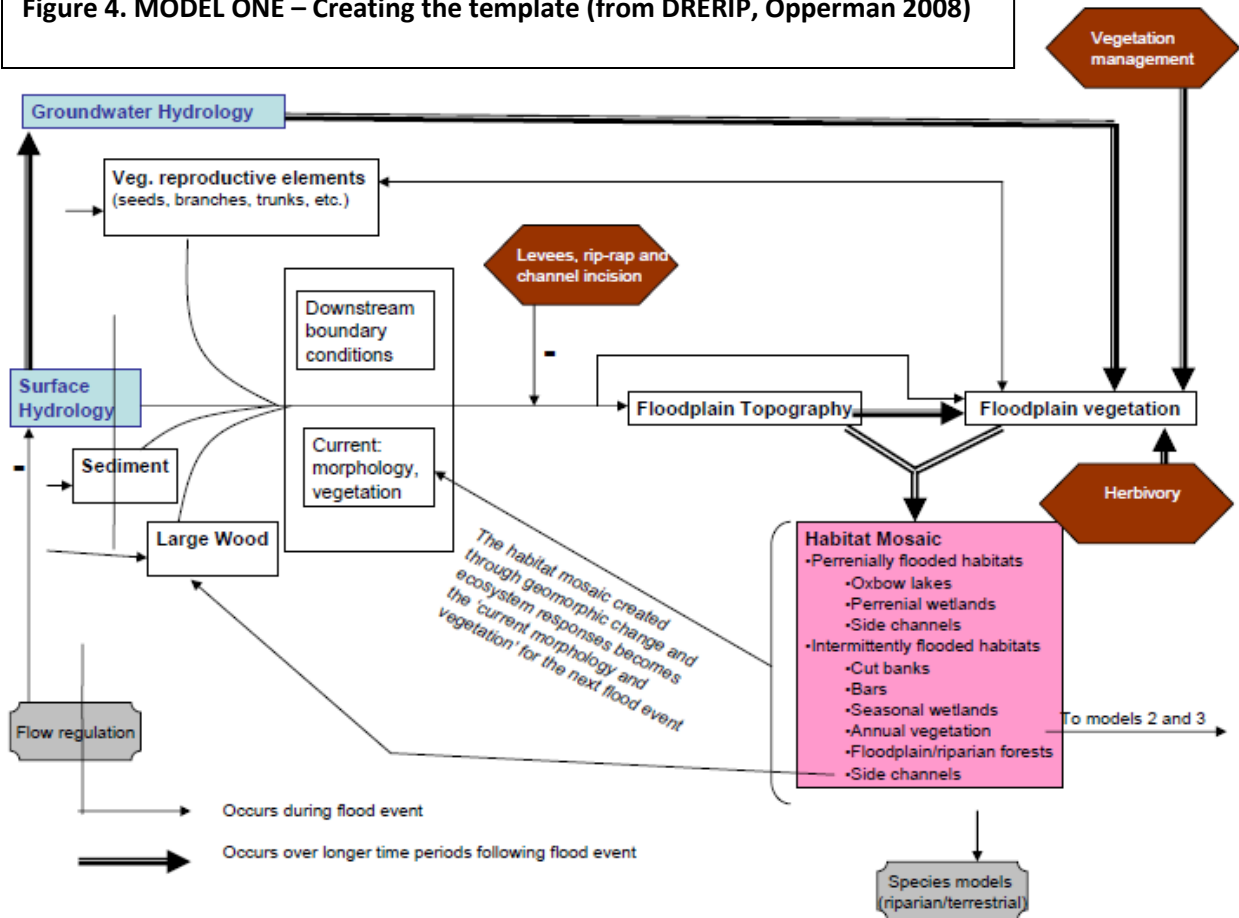 Figure 4. MODEL ONE – Creating the template (from DRERIP, Opperman 2008)
Vegetation
management
Groundwater Hydrology
Veg. reproductive elements
(seeds, branches, trunks, etc.)
Levees, rip-rap and
channel incision
Downstream
boundary
conditions
-
Surface
Hydrology
Floodplain Topography
Floodplain vegetation
Current:
morphology,
vegetation
-
Sediment
Herbivory
Large Wood
The habitat mosaic created
through geomorphic change and
ecosystem responses becomes
the ‘current morphology and
vegetation’ for the next flood event
Habitat Mosaic
•Perrenially flooded habitats
•Oxbow lakes
•Perrenial wetlands
•Side channels
•Intermittently flooded habitats
•Cut banks
•Bars
•Seasonal wetlands
•Annual vegetation
•Floodplain/riparian forests
•Side channels
To models 2 and 3
Flow regulation
Occurs during flood event
Occurs over longer time periods following flood event
Species models
(riparian/terrestrial)